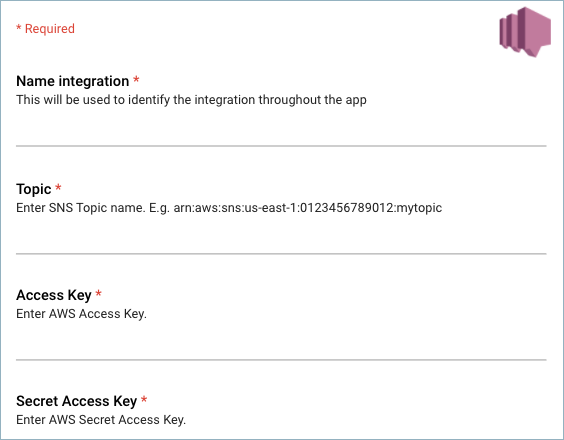 * Required
Name integration *
This will be used to identify the integration throughout the app
Topic *
Enter SNS Topic name. E.g. arn:aws:sns:us-east-1:0123456789012:mytopic
Access Key *
Enter AWS Access Key.
Secret Access Key *
Enter AWS Secret Access Key.